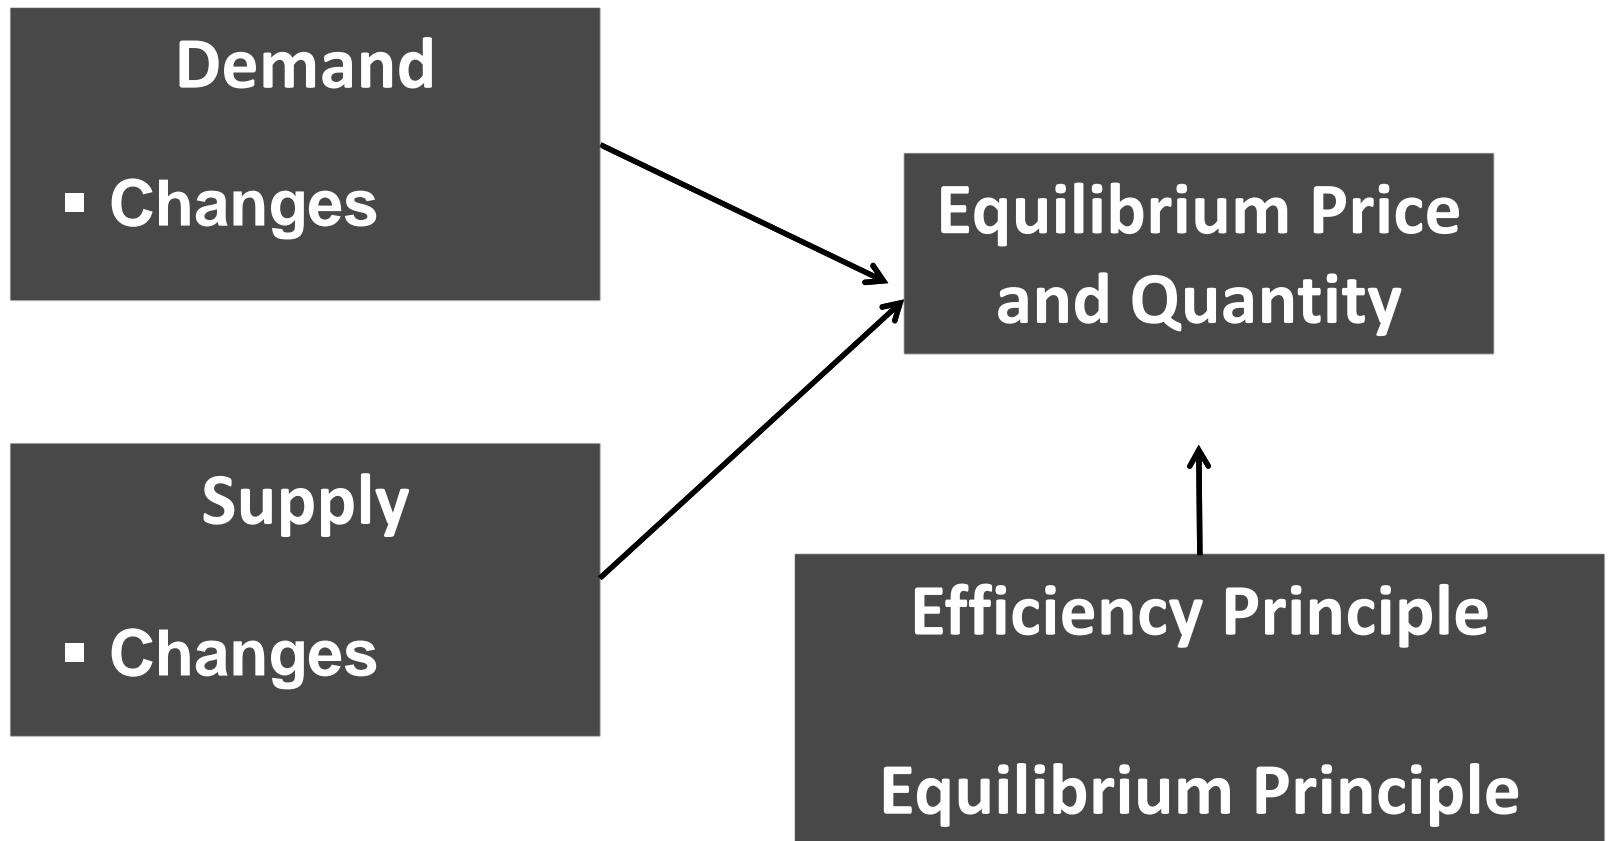 Demand
▪ Changes
Equilibrium Price
and Quantity
Supply
▪ Changes
Efficiency Principle
Equilibrium Principle